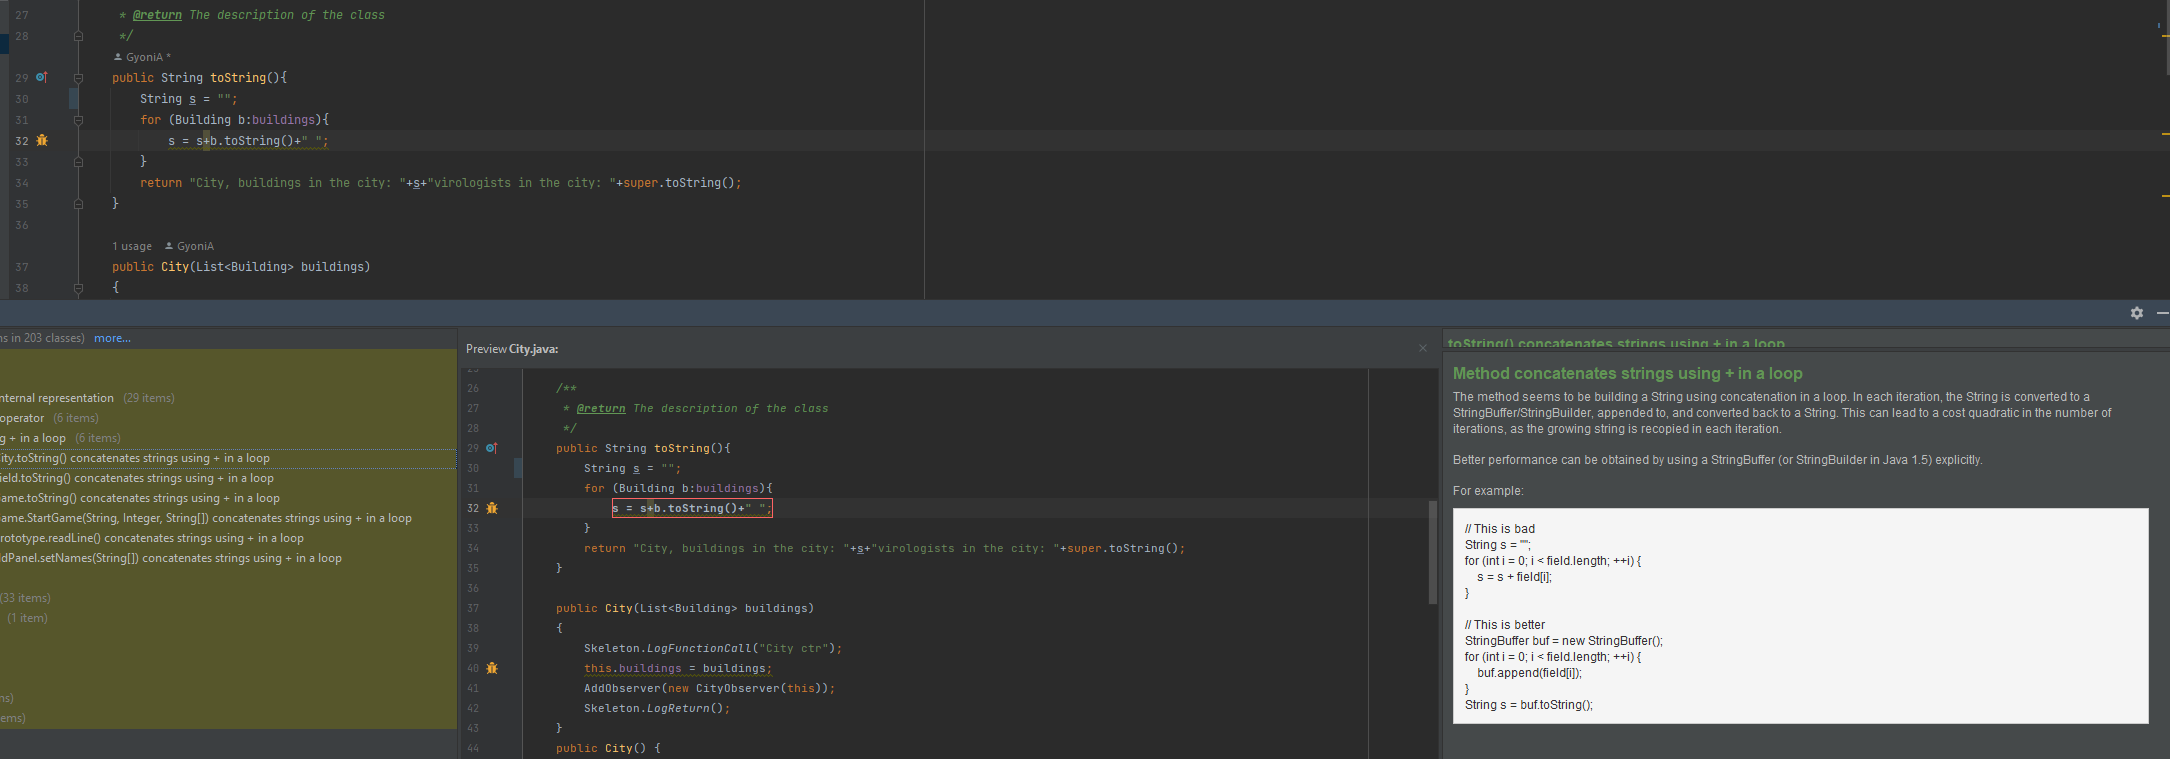 27 * @return The description of the class
28 */
GyoniA *
29 public String toString(){
30 String s = "";
31 for (Building b:buildings){
32 s = s+b.toString()+" ";
33 }
34 return "City, buildings in the city: "+s+"virologists in the city: "+super.toString();
35 }
36
1 usage GyoniA
37 public City(List<Building> buildings)
38 {
ns in 203 classes) more...
nternal representation (29 items)
operator (6 items)
g + in a loop (6 items)
ity.toString() concatenates strings using + in a loop
ield.toString() concatenates strings using + in a loop
ame.toString() concatenates strings using + in a loop
ame.StartGame(String, Integer, String[]) concatenates strings using + in a loop
rototype.readLine() concatenates strings using + in a loop
ldPanel.setNames(String[]) concatenates strings using + in a loop
(33 items)
(1 item)
ns)
ems)
Preview City.java:
25
26 /**
27 * @return The description of the class
28 */
29 public String toString(){
30 String s = "";
31 for (Building b:buildings){
32 s = s+b.toString()+" ";
33 }
34 return "City, buildings in the city: "+s+"virologists in the city: "+super.toString();
35 }
36
37 public City(List<Building> buildings)
38 {
39 Skeleton.LogFunctionCall("City ctr");
40 this.buildings = buildings;
41 AddObserver(new CityObserver(this));
42 Skeleton.LogReturn();
43 }
44 public City() {
toString() concatenates strings using + in a loop
Method concatenates strings using + in a loop
The method seems to be building a String using concatenation in a loop. In each iteration, the String is converted to a
StringBuffer/StringBuilder, appended to, and converted back to a String. This can lead to a cost quadratic in the number of
iterations, as the growing string is recopied in each iteration.
Better performance can be obtained by using a StringBuffer (or StringBuilder in Java 1.5) explicitly.
For example:
// This is bad
String s = "";
for (int i = 0; i < field.length; ++i) {
s = s + field[i];
}
// This is better
StringBuffer buf = new StringBuffer();
for (int i = 0; i < field.length; ++i) {
buf.append(field[i]);
}
String s = buf.toString();